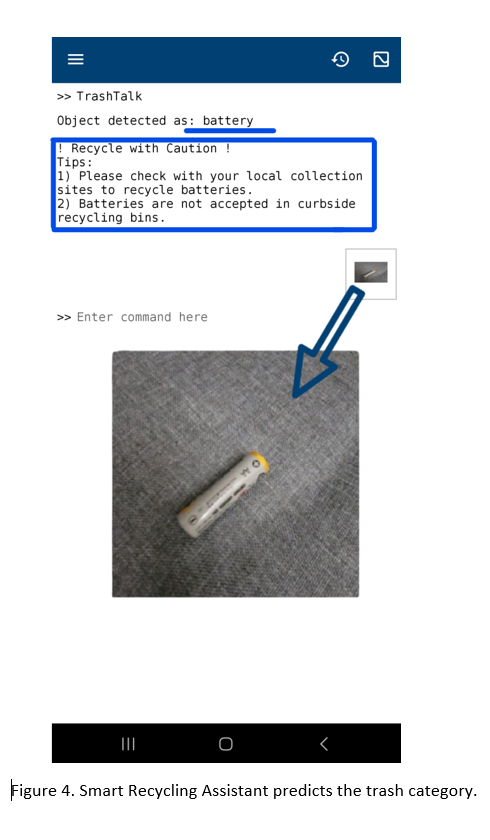 >> TrashTalk
Object detected as: battery
! Recycle with Caution !
Tips:
1) Please check with your local collection
sites to recycle batteries.
2) Batteries are not accepted in curbside
recycling bins.
>> Enter command here
Figure 4. Smart Recycling Assistant predicts the trash category.